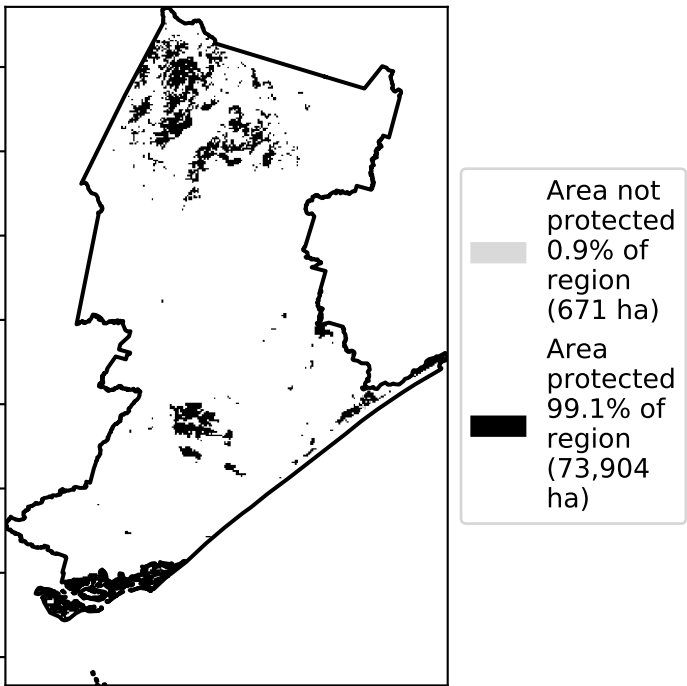 Area not
protected
0.9% of
region
(671 ha)
Area
protected
99.1% of
region
(73,904
ha)